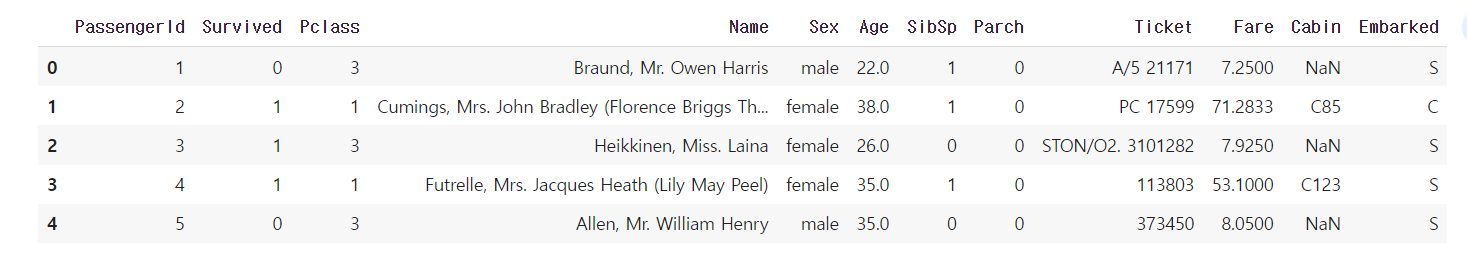 PassengerId Survived Pclass Name Sex Age SibSp Parch Ticket Fare Cabin Embarked
0 1 0 3 Braund, Mr. Owen Harris male 22.0 1 0 A/5 21171 7.2500 NaN S
1 2 1 1 Cumings, Mrs. John Bradley (Florence Briggs Th... female 38.0 1 0 PC 17599 71.2833 C85 C
2 3 1 3 Heikkinen, Miss. Laina female 26.0 0 0 STON/O2. 3101282 7.9250 NaN S
3 4 1 1 Futrelle, Mrs. Jacques Heath (Lily May Peel) female 35.0 1 0 113803 53.1000 C123 S
4 5 0 3 Allen, Mr. William Henry male 35.0 0 0 373450 8.0500 NaN S